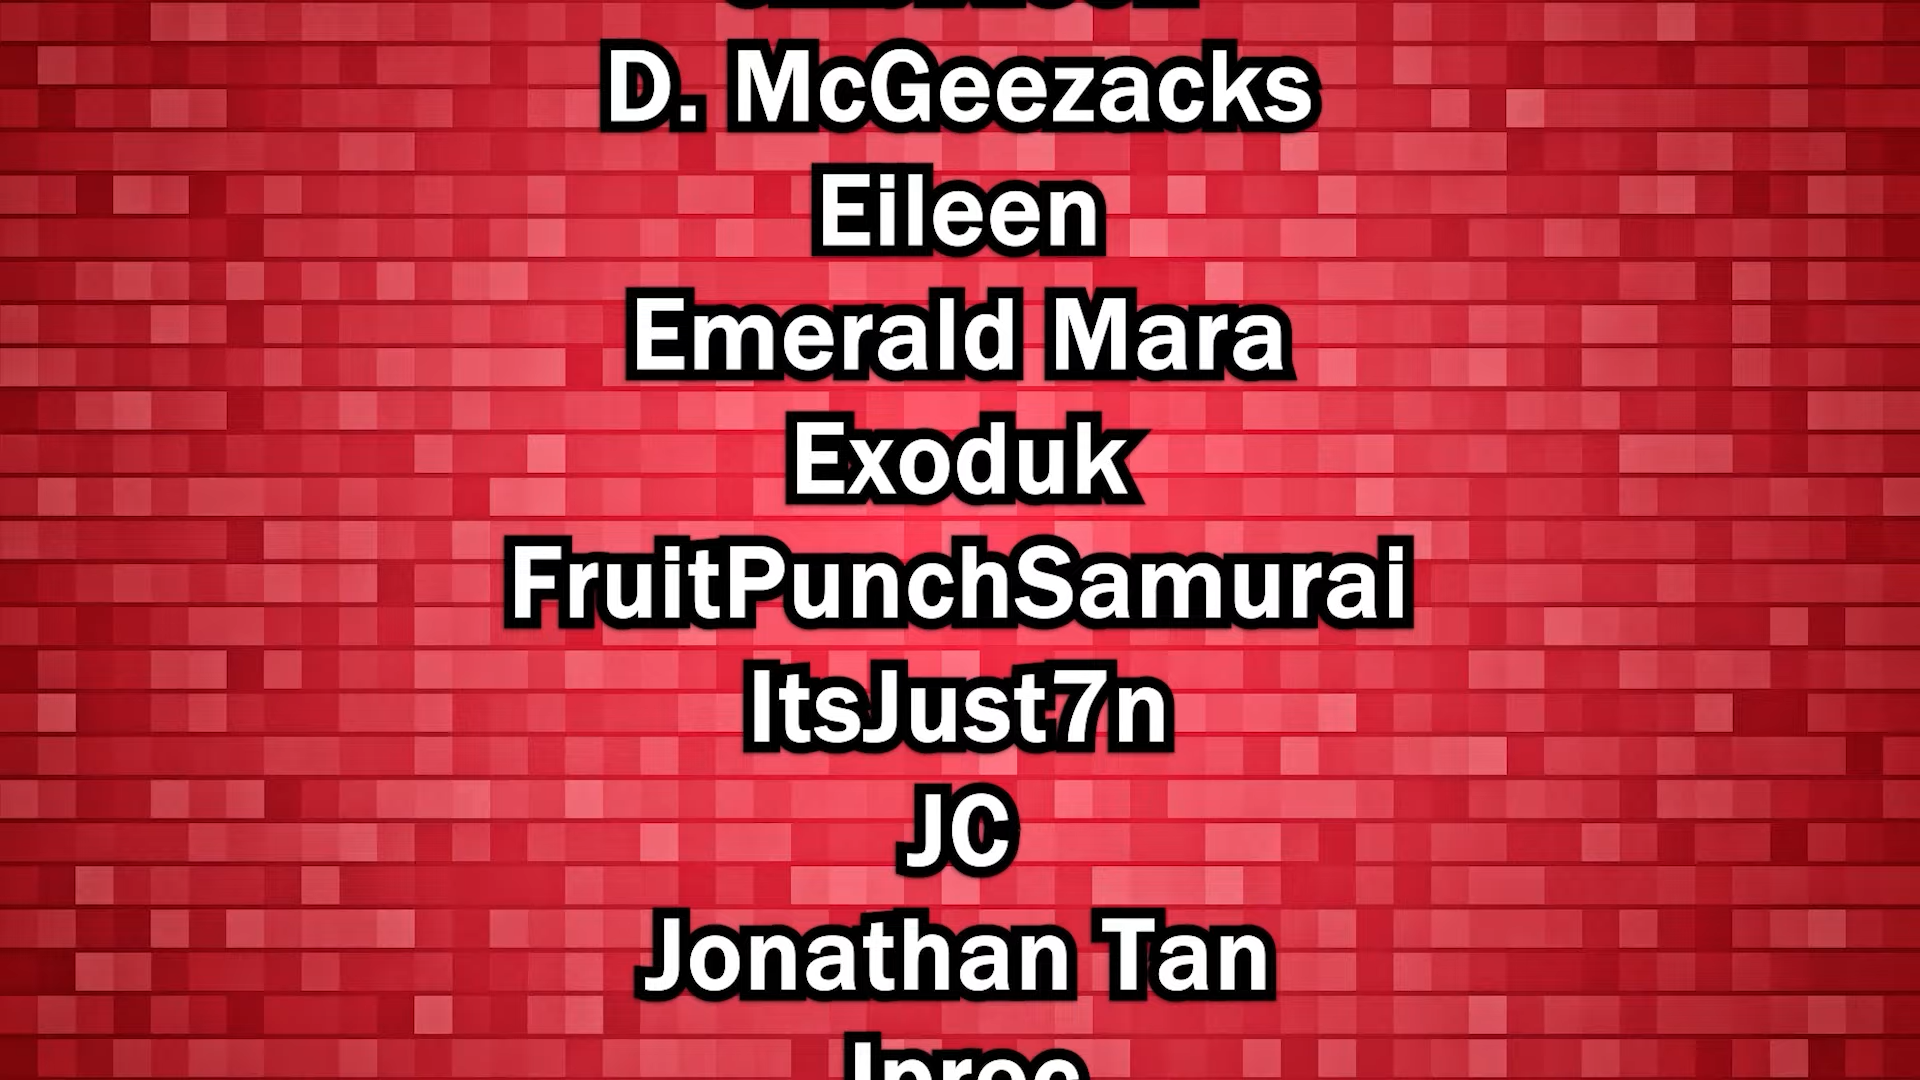 D. McGeezacks
Eileen
Emerald Mara
Exoduk
FruitPunchSamurai
ItsJust7n
JC
Jonathan Tan